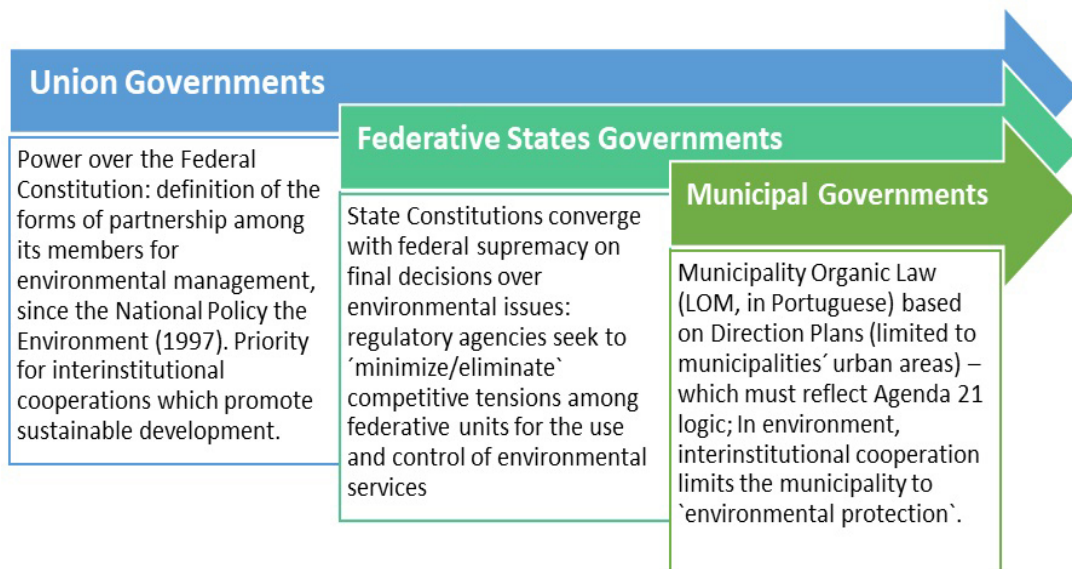 Union Governments
Power over the Federal
Constitution: definition of the
forms of partnership among
its members for
environmental management,
since the National Policy the
Environment (1997). Priority
for interinstitutional
cooperations which promote
sustainable development.
Federative States Governments
State Constitutions converge
with federal supremacy on
final decisions over
environmental issues:
regulatory agencies seek to
´minimize/eliminate`
competitive tensions among
federative units for the use
and control of environmental
services
Municipal Governments
Municipality Organic Law
(LOM, in Portuguese) based
on Direction Plans (limited to
municipalities´ urban areas) –
which must reflect Agenda 21
logic; In environment,
interinstitutional cooperation
limits the municipality to
`environmental protection`.